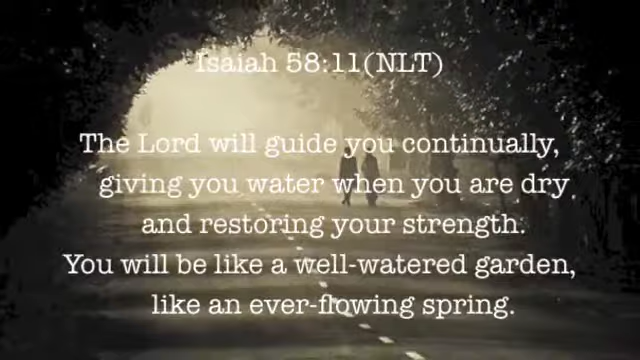 Isaiah 58:11(NLT)
The Lord will guide you continually,
giving you water when you are dry
and restoring your strength.
You will be like a well-watered garden,
like an ever-flowing spring.